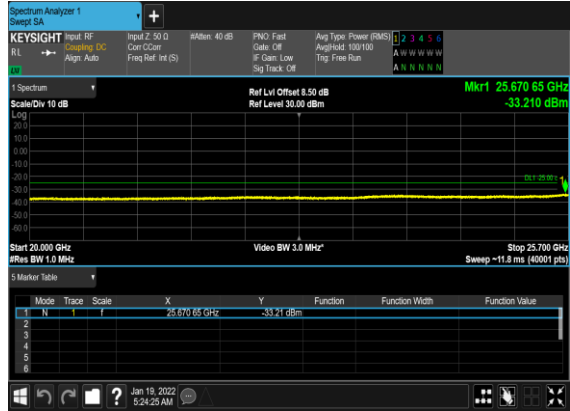 Spectrum Analyzer 1
Swept SA
KEYSIGHT Input: RF Input Z: 50 Ω #Atten: 40 dB PNO: Fast Avg Type: Power (RMS) 1 2 3 4 5 6
RL Coupling: DC Corr CCorr Gate: Off Avg|Hold: 100/100 A W W W W W
Align: Auto Freq Ref: Int (S) IF Gain: Low Trig: Free Run
Sig Track: Off A N N N N N
1 Spectrum Ref Lvl Offset 8.50 dB Mkr1 25.670 65 GHz
Scale/Div 10 dB Ref Level 30.00 dBm -33.210 dBm
Log
20.0
10.0
0.00
-10.0
-20.0
DL1 -25.00
1
-30.0
-40.0
-50.0
-60.0
Start 20.000 GHz Video BW 3.0 MHz* Stop 25.700 GHz
#Res BW 1.0 MHz Sweep ~11.8 ms (40001 pts)
5 Marker Table
Mode Trace Scale X Y Function Function Width Function Value
1 N 1 f 25.670 65 GHz -33.21 dBm
2
3
4
5
6
? Jan 19, 2022
5:24:25 AM